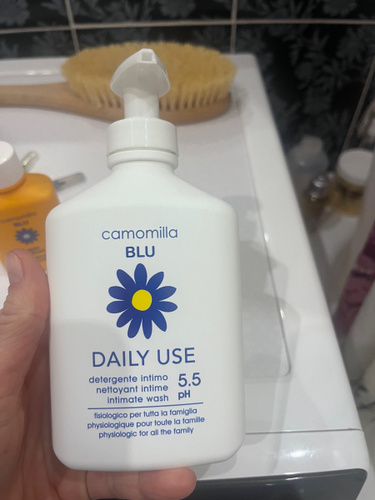 camomilla
BLU
DAILY USE
detergente intimo
nettoyant intime
intimate wash
5.5
pH
fisiologico per tutta la famiglia
physiologique pour toute la famille
physiologic for all the family